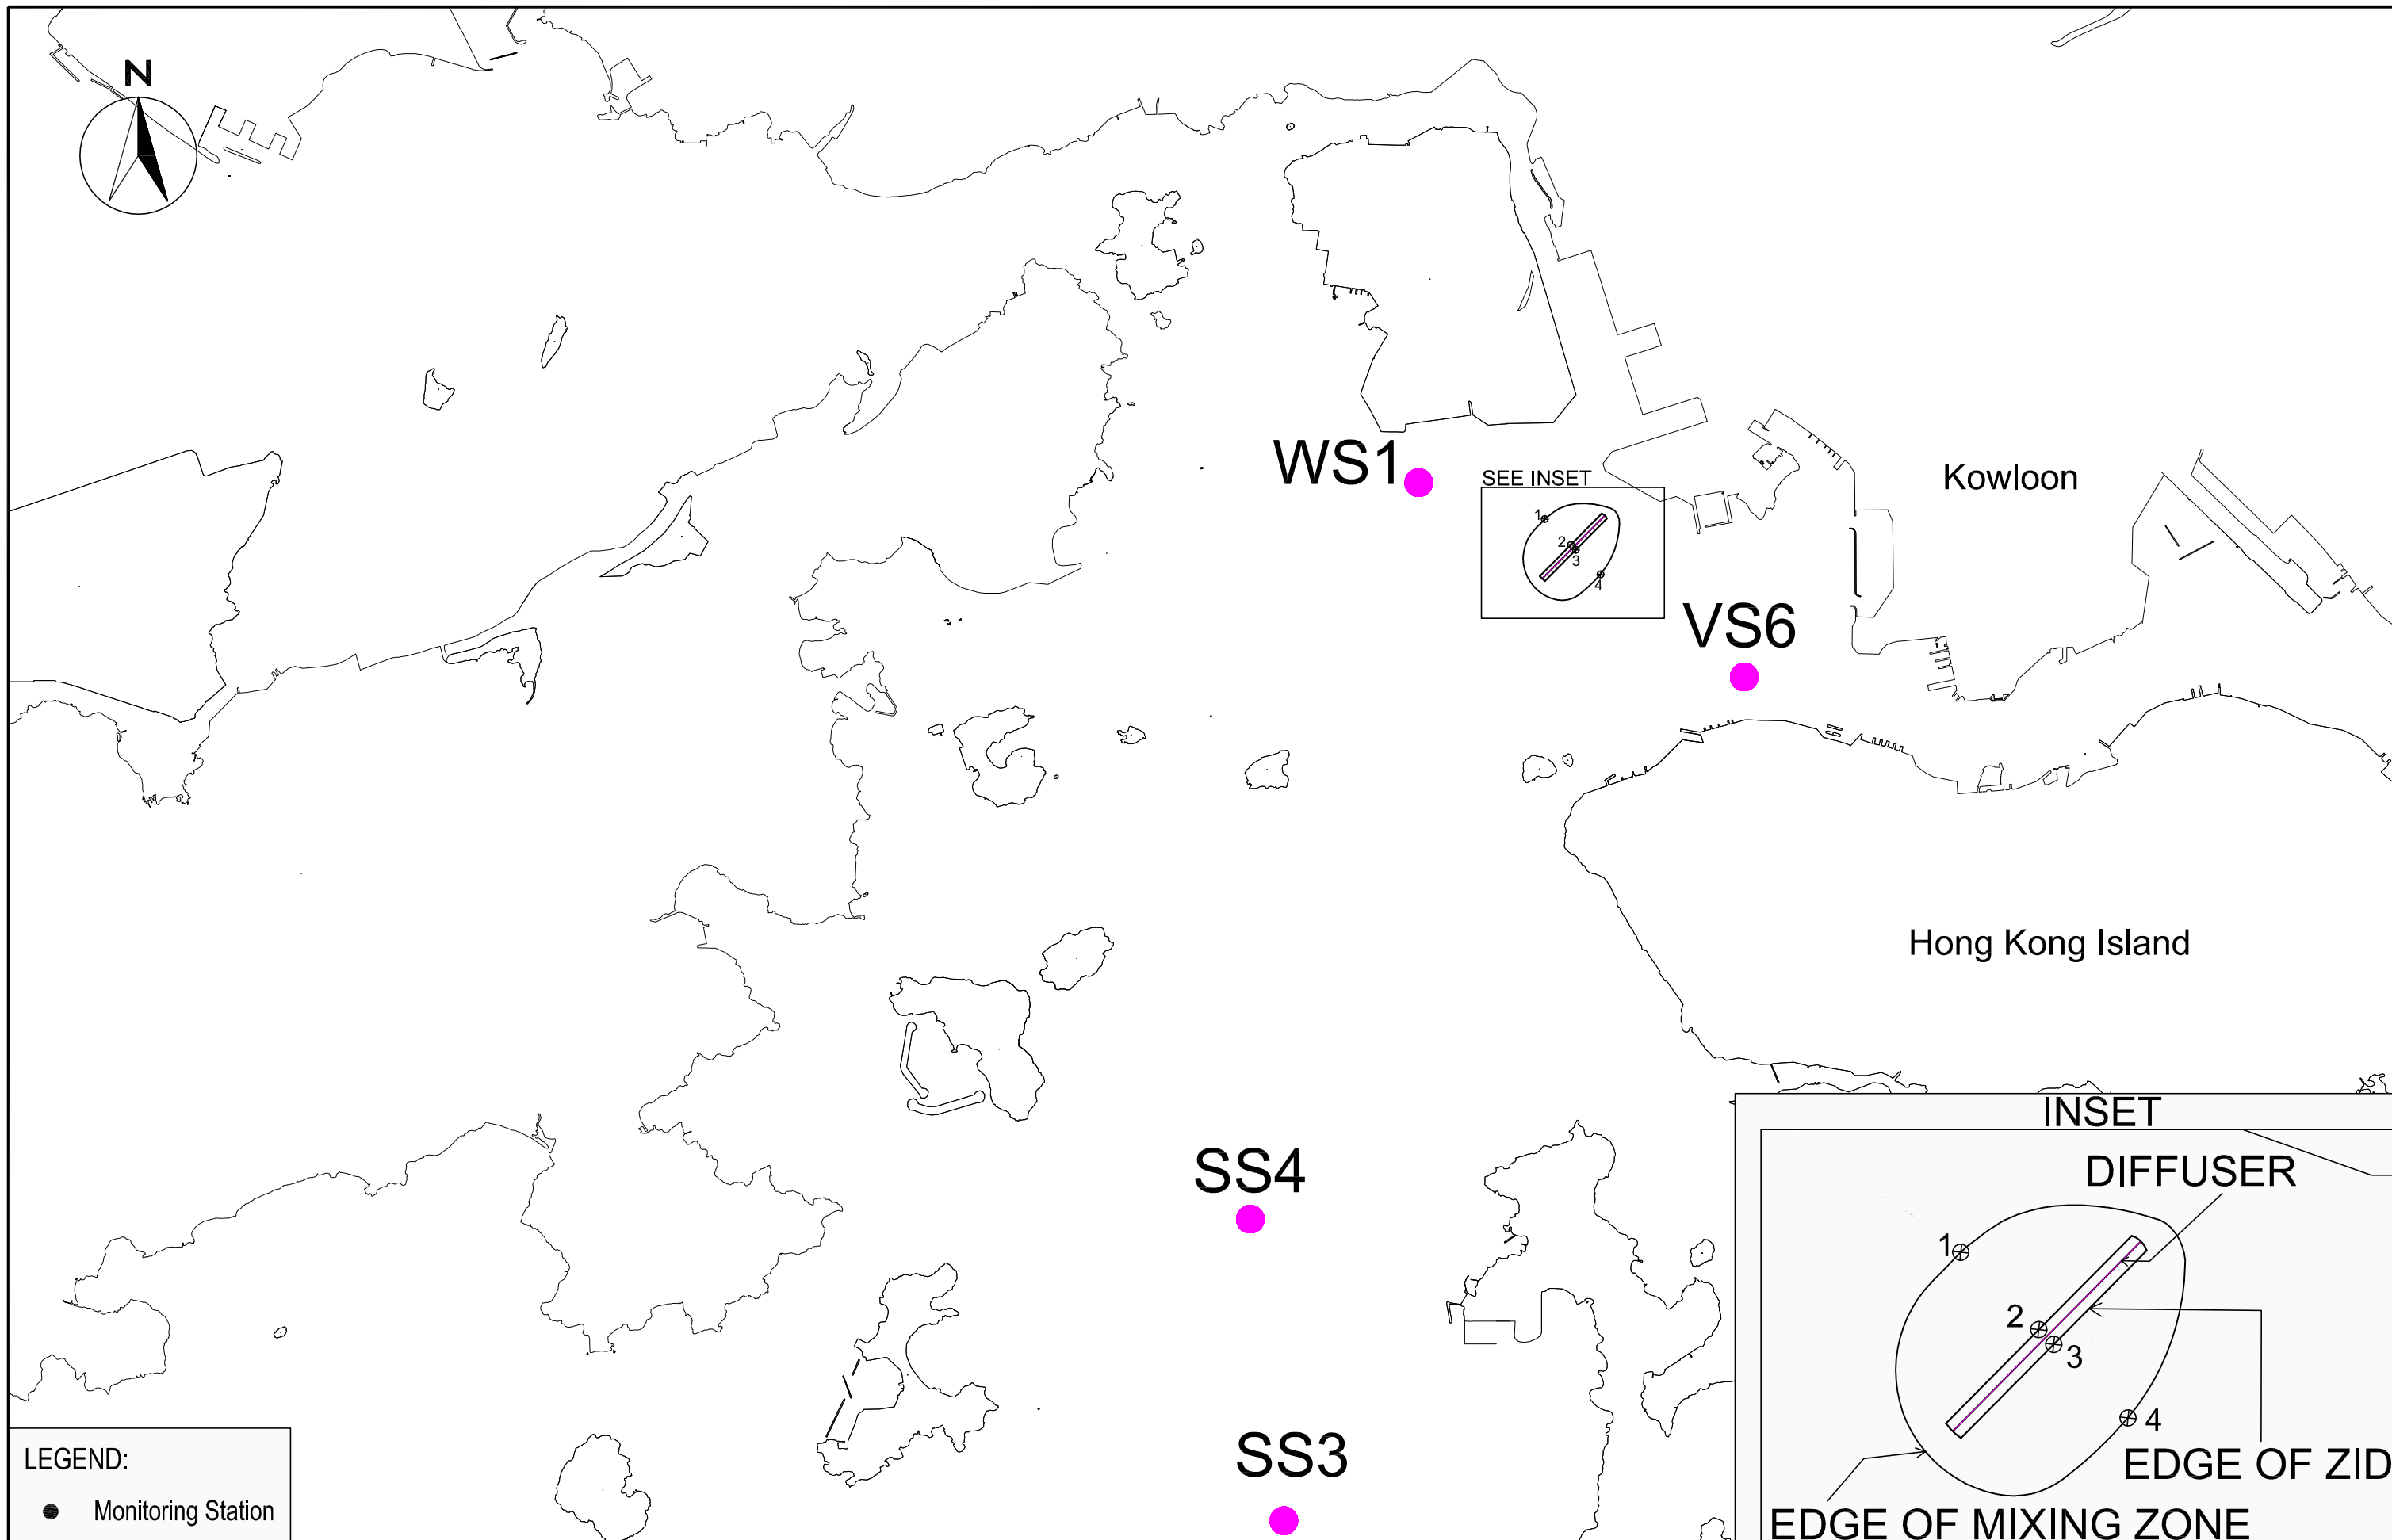 N
WS1
SEE INSET
1
2
3
4
Kowloon
VS6
Hong Kong Island
SS4
SS3
INSET
DIFFUSER
1
2
3
4
EDGE OF ZID
EDGE OF MIXING ZONE
LEGEND:
Monitoring Station